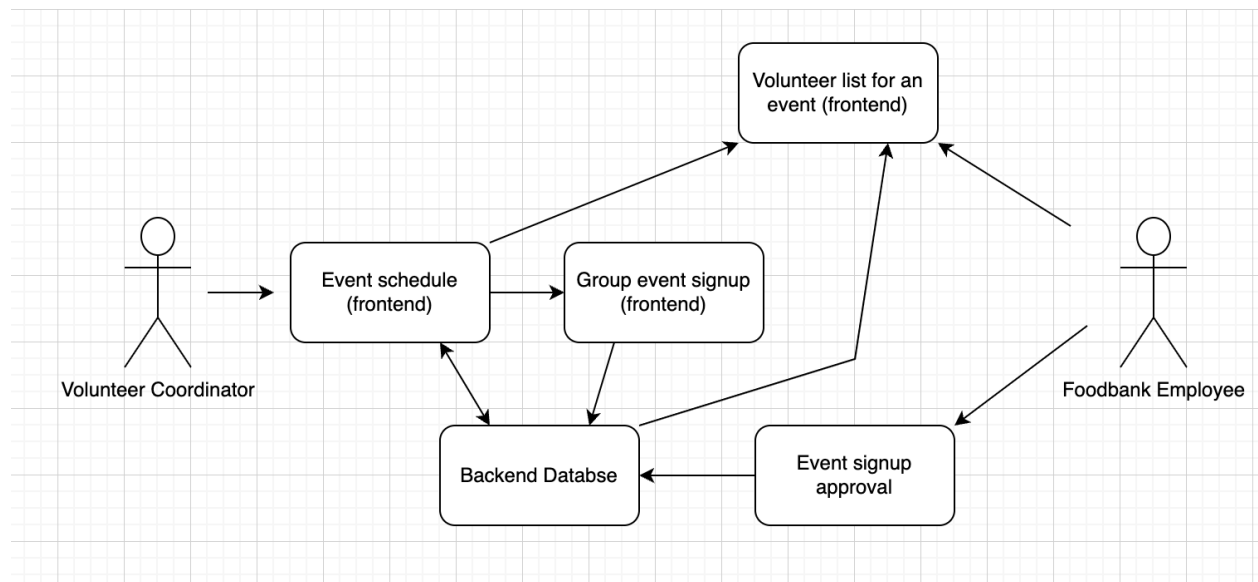 Volunteer list for an
event (frontend)
Event schedule
(frontend)
Group event signup
(frontend)
Volunteer Coordinator
Foodbank Employee
Backend Databse
Event signup
approval